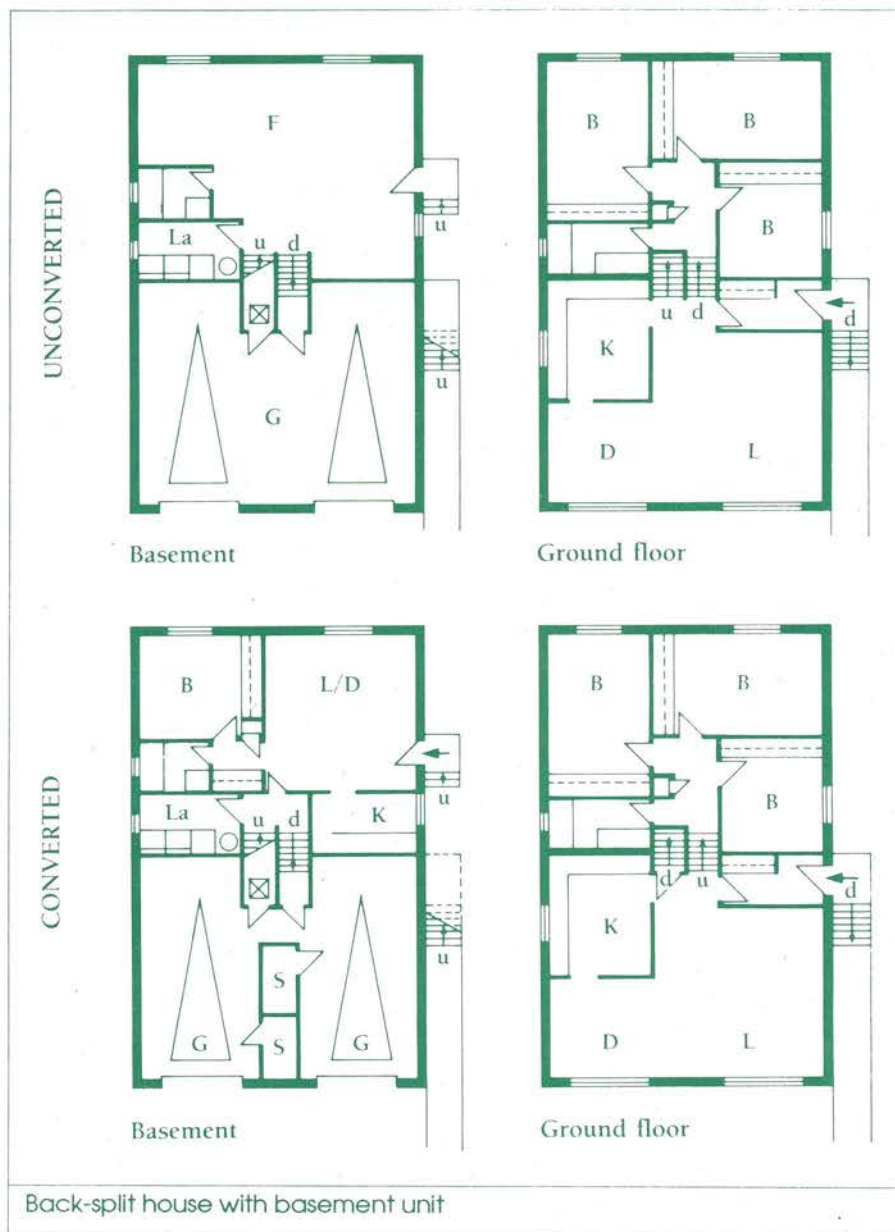 UNCONVERTED
F
La
u d
u
u
G
Basement
B B
B
u d
d
K
D L
Ground floor
CONVERTED
B L/D
La
u d
K
u
u
S
G S G
Basement
B B
B
d u
d
K
D L
Ground floor
Back-split house with basement unit